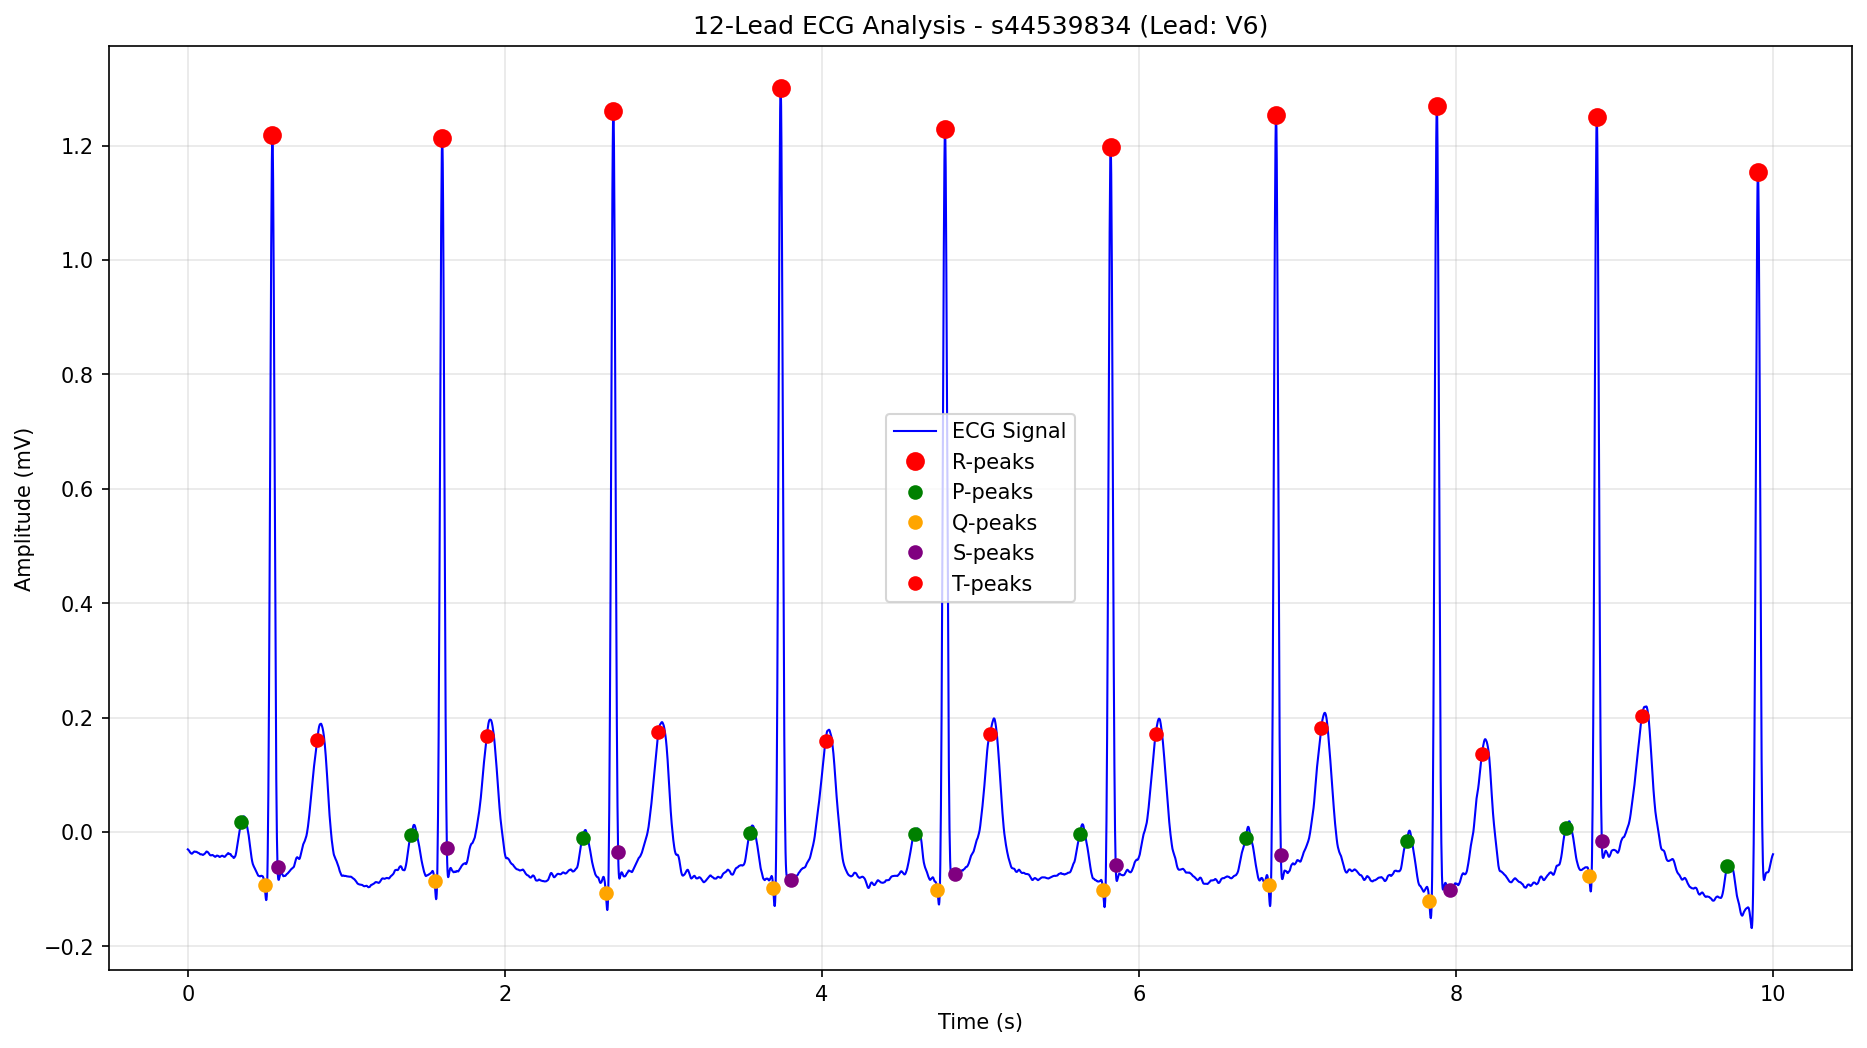 12-Lead ECG Analysis - s44539834 (Lead: V6)
Amplitude (mV)
1.2
1.0
0.8
0.6
0.4
0.2
0.0
−0.2
ECG Signal
R-peaks
P-peaks
Q-peaks
S-peaks
T-peaks
0 2 4 6 8 10
Time (s)